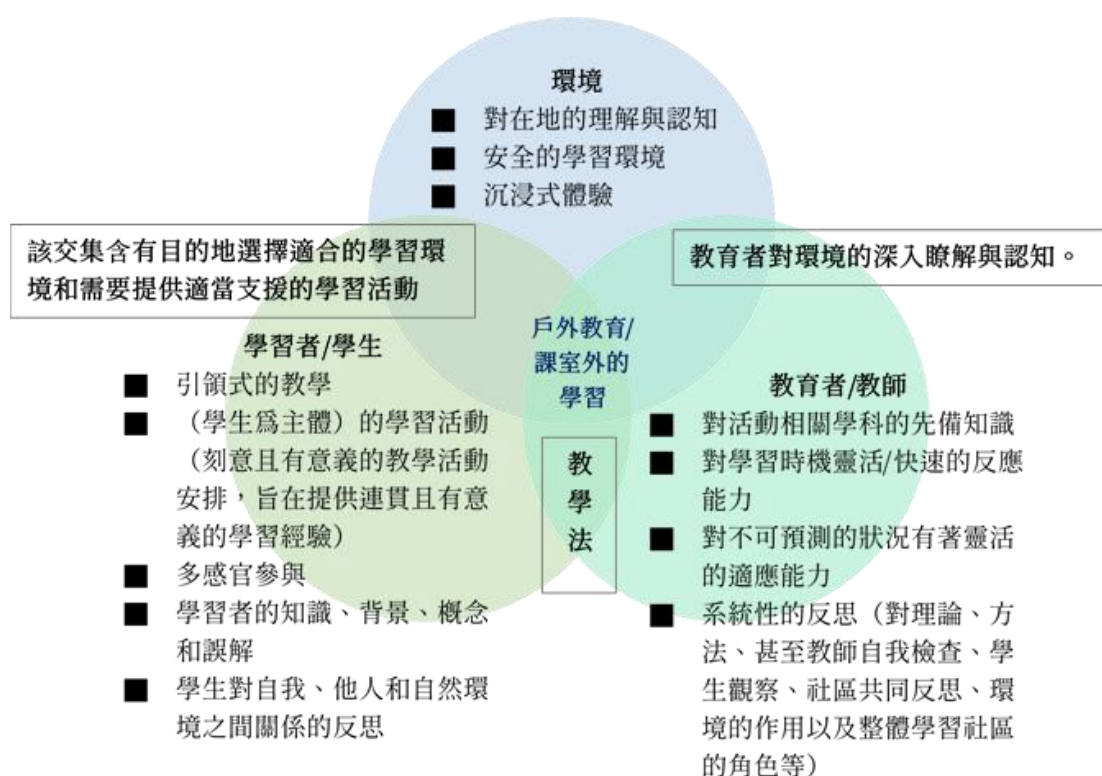 環境
■ 對在地的理解與認知
■ 安全的學習環境
■ 沉浸式體驗
該交集含有目的地選擇適合的學習環
境和需要提供適當支援的學習活動
教育者對環境的深入瞭解與認知。
戶外教育/
課室外的
學習
學習者/學生
■ 引領式的教學
■ （學生爲主體）的學習活動
（刻意且有意義的教學活動
安排，旨在提供連貫且有意
義的學習經驗）
■ 多感官參與
■ 學習者的知識、背景、概念
和誤解
■ 學生對自我、他人和自然環
境之間關係的反思
教
學
法
教育者/教師
■ 對活動相關學科的先備知識
■ 對學習時機靈活/快速的反應
能力
■ 對不可預測的狀況有著靈活
的適應能力
■ 系統性的反思（對理論、方
法、甚至教師自我檢查、學
生觀察、社區共同反思、環
境的作用以及整體學習社區
的角色等）